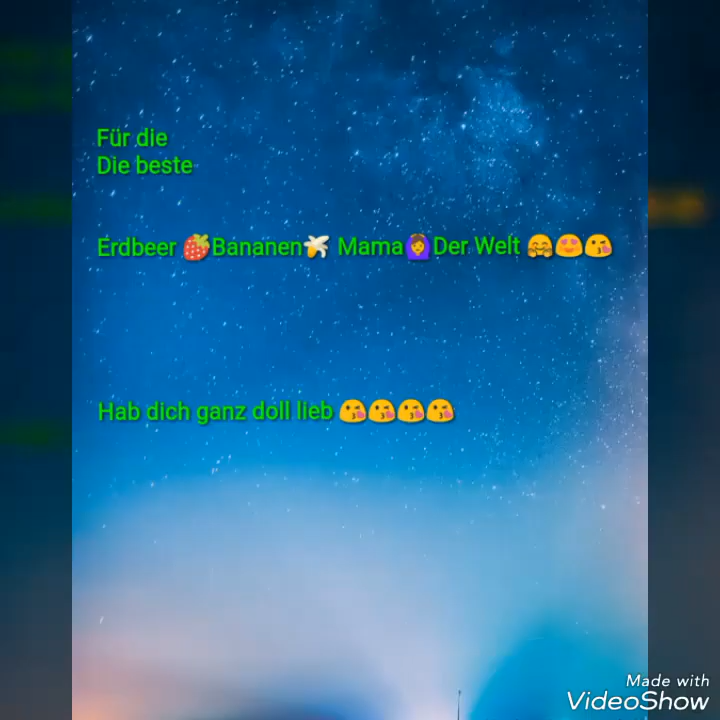 Für die
Die beste
Erdbeer 🍓Bananen🍌 Mama🙆‍♀️Der Welt 🤗😍😘
Hab dich ganz doll lieb 😘😘😘😘
Made with
VideoShow